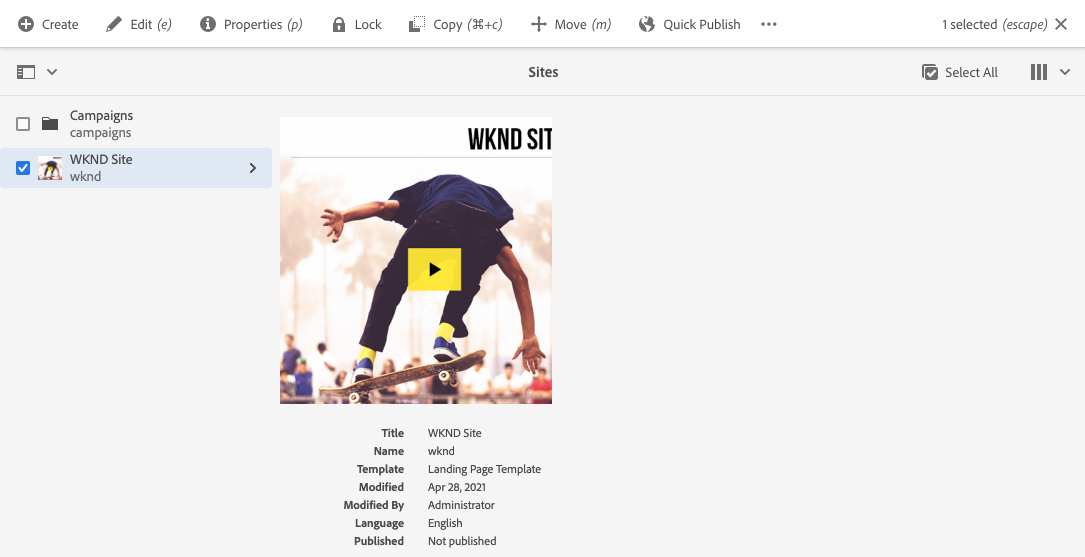 Create Edit (e) Properties (p) Lock Copy (⌘+c) Move (m) Quick Publish 1 selected (escape)
Sites Select All
Campaigns
campaigns
WKND Site
wknd
WKND SIT
Title WKND Site
Name wknd
Template Landing Page Template
Modified Apr 28, 2021
Modified By Administrator
Language English
Published Not published